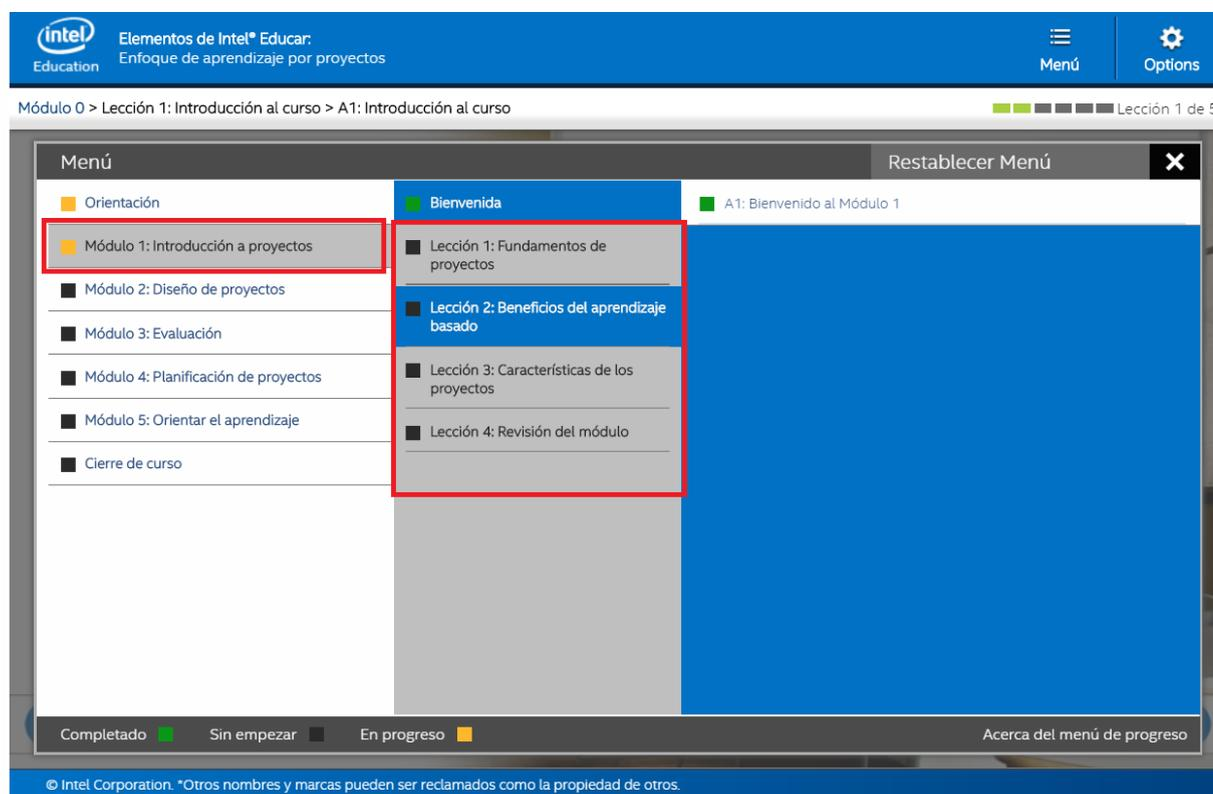 intel
Education
Elementos de Intel® Educar:
Enfoque de aprendizaje por proyectos
Menú
Options
Módulo 0 > Lección 1: Introducción al curso > A1: Introducción al curso
Lección 1 de 5
Menú
Restablecer Menú
Orientación
Módulo 1: Introducción a proyectos
Módulo 2: Diseño de proyectos
Módulo 3: Evaluación
Módulo 4: Planificación de proyectos
Módulo 5: Orientar el aprendizaje
Cierre de curso
Bienvenida
Lección 1: Fundamentos de
proyectos
Lección 2: Beneficios del aprendizaje
basado
Lección 3: Características de los
proyectos
Lección 4: Revisión del módulo
A1: Bienvenido al Módulo 1
Completado
Sin empezar
En progreso
Acerca del menú de progreso
© Intel Corporation. *Otros nombres y marcas pueden ser reclamados como la propiedad de otros.